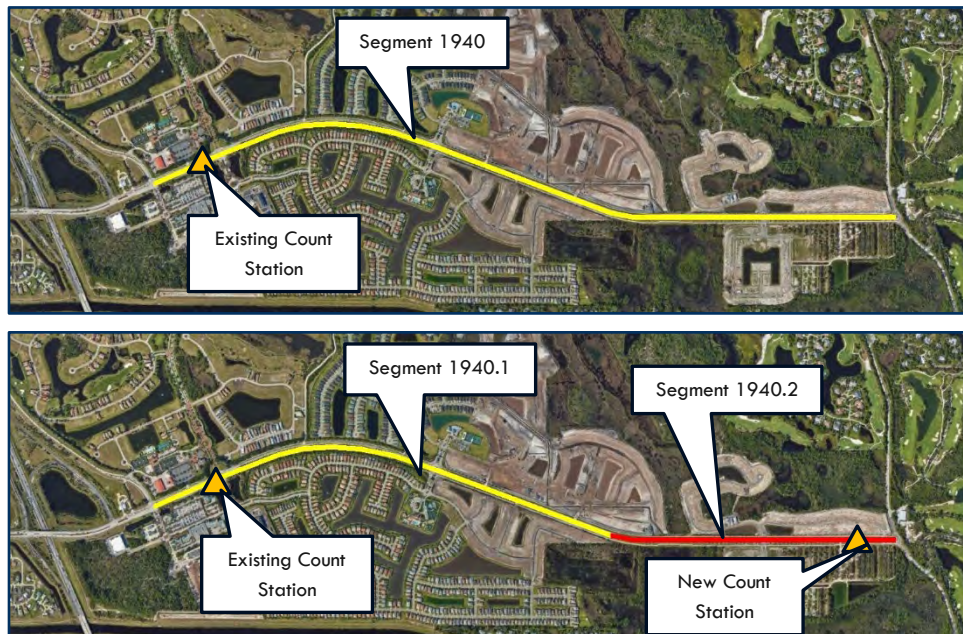 Segment 1940
Existing Count
Station
Segment 1940.1
Segment 1940.2
Existing Count
Station
New Count
Station